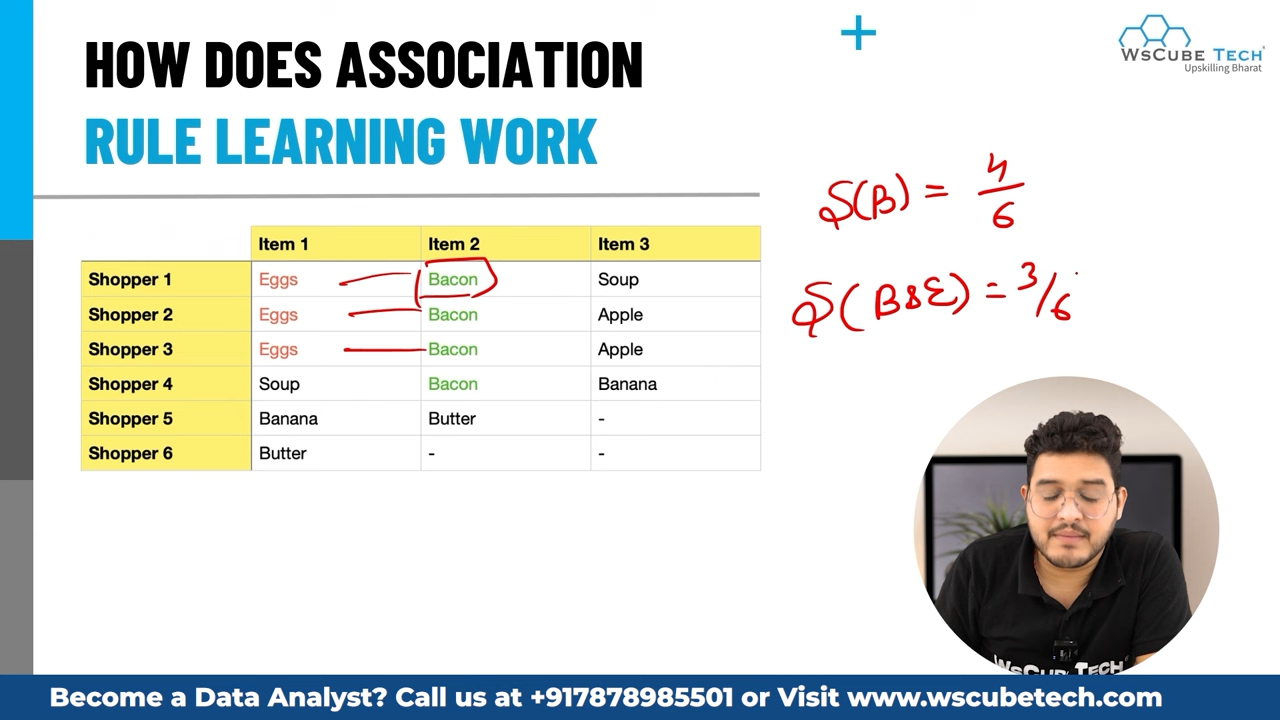 HOW DOES ASSOCIATION
RULE LEARNING WORK
WSCUBE TECH
Upskilling Bharat
S(B) = 4/6
S(B&E) = 3/6
Item 1 Item 2 Item 3
Shopper 1 Eggs Bacon Soup
Shopper 2 Eggs Bacon Apple
Shopper 3 Eggs Bacon Apple
Shopper 4 Soup Bacon Banana
Shopper 5 Banana Butter -
Shopper 6 Butter - -
WSCUBE TECH
Become a Data Analyst? Call us at +917878985501 or Visit www.wscubetech.com